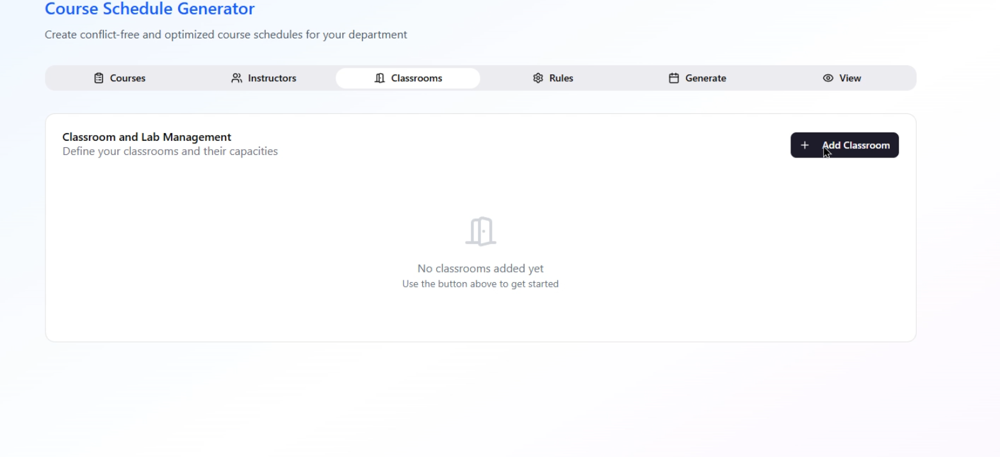 Course Schedule Generator
Create conflict-free and optimized course schedules for your department
Courses
Instructors
Classrooms
Rules
Generate
View
Classroom and Lab Management
Define your classrooms and their capacities
Add Classroom
No classrooms added yet
Use the button above to get started